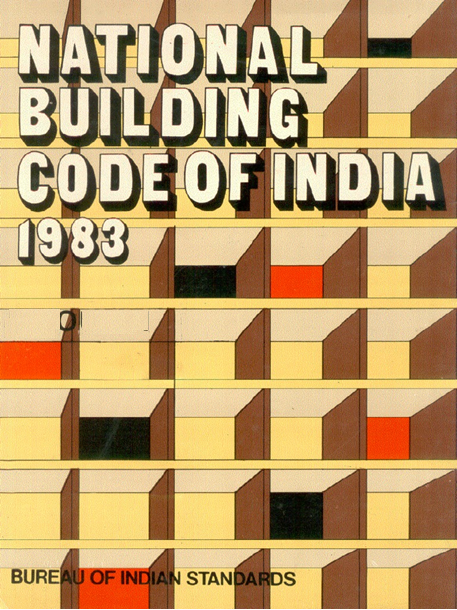 NATIONAL
BUILDING
CODE OF INDIA
1983
BUREAU OF INDIAN STANDARDS